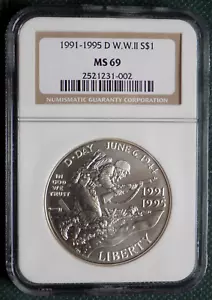 1991-1995 D W.W.II S$1
MS 69
2521231-002
NUMISMATIC GUARANTY CORPORATION
D-DAY JUNE 6, 1944
IN
GOD
WE
TRUST
1991
1995
LIBERTY